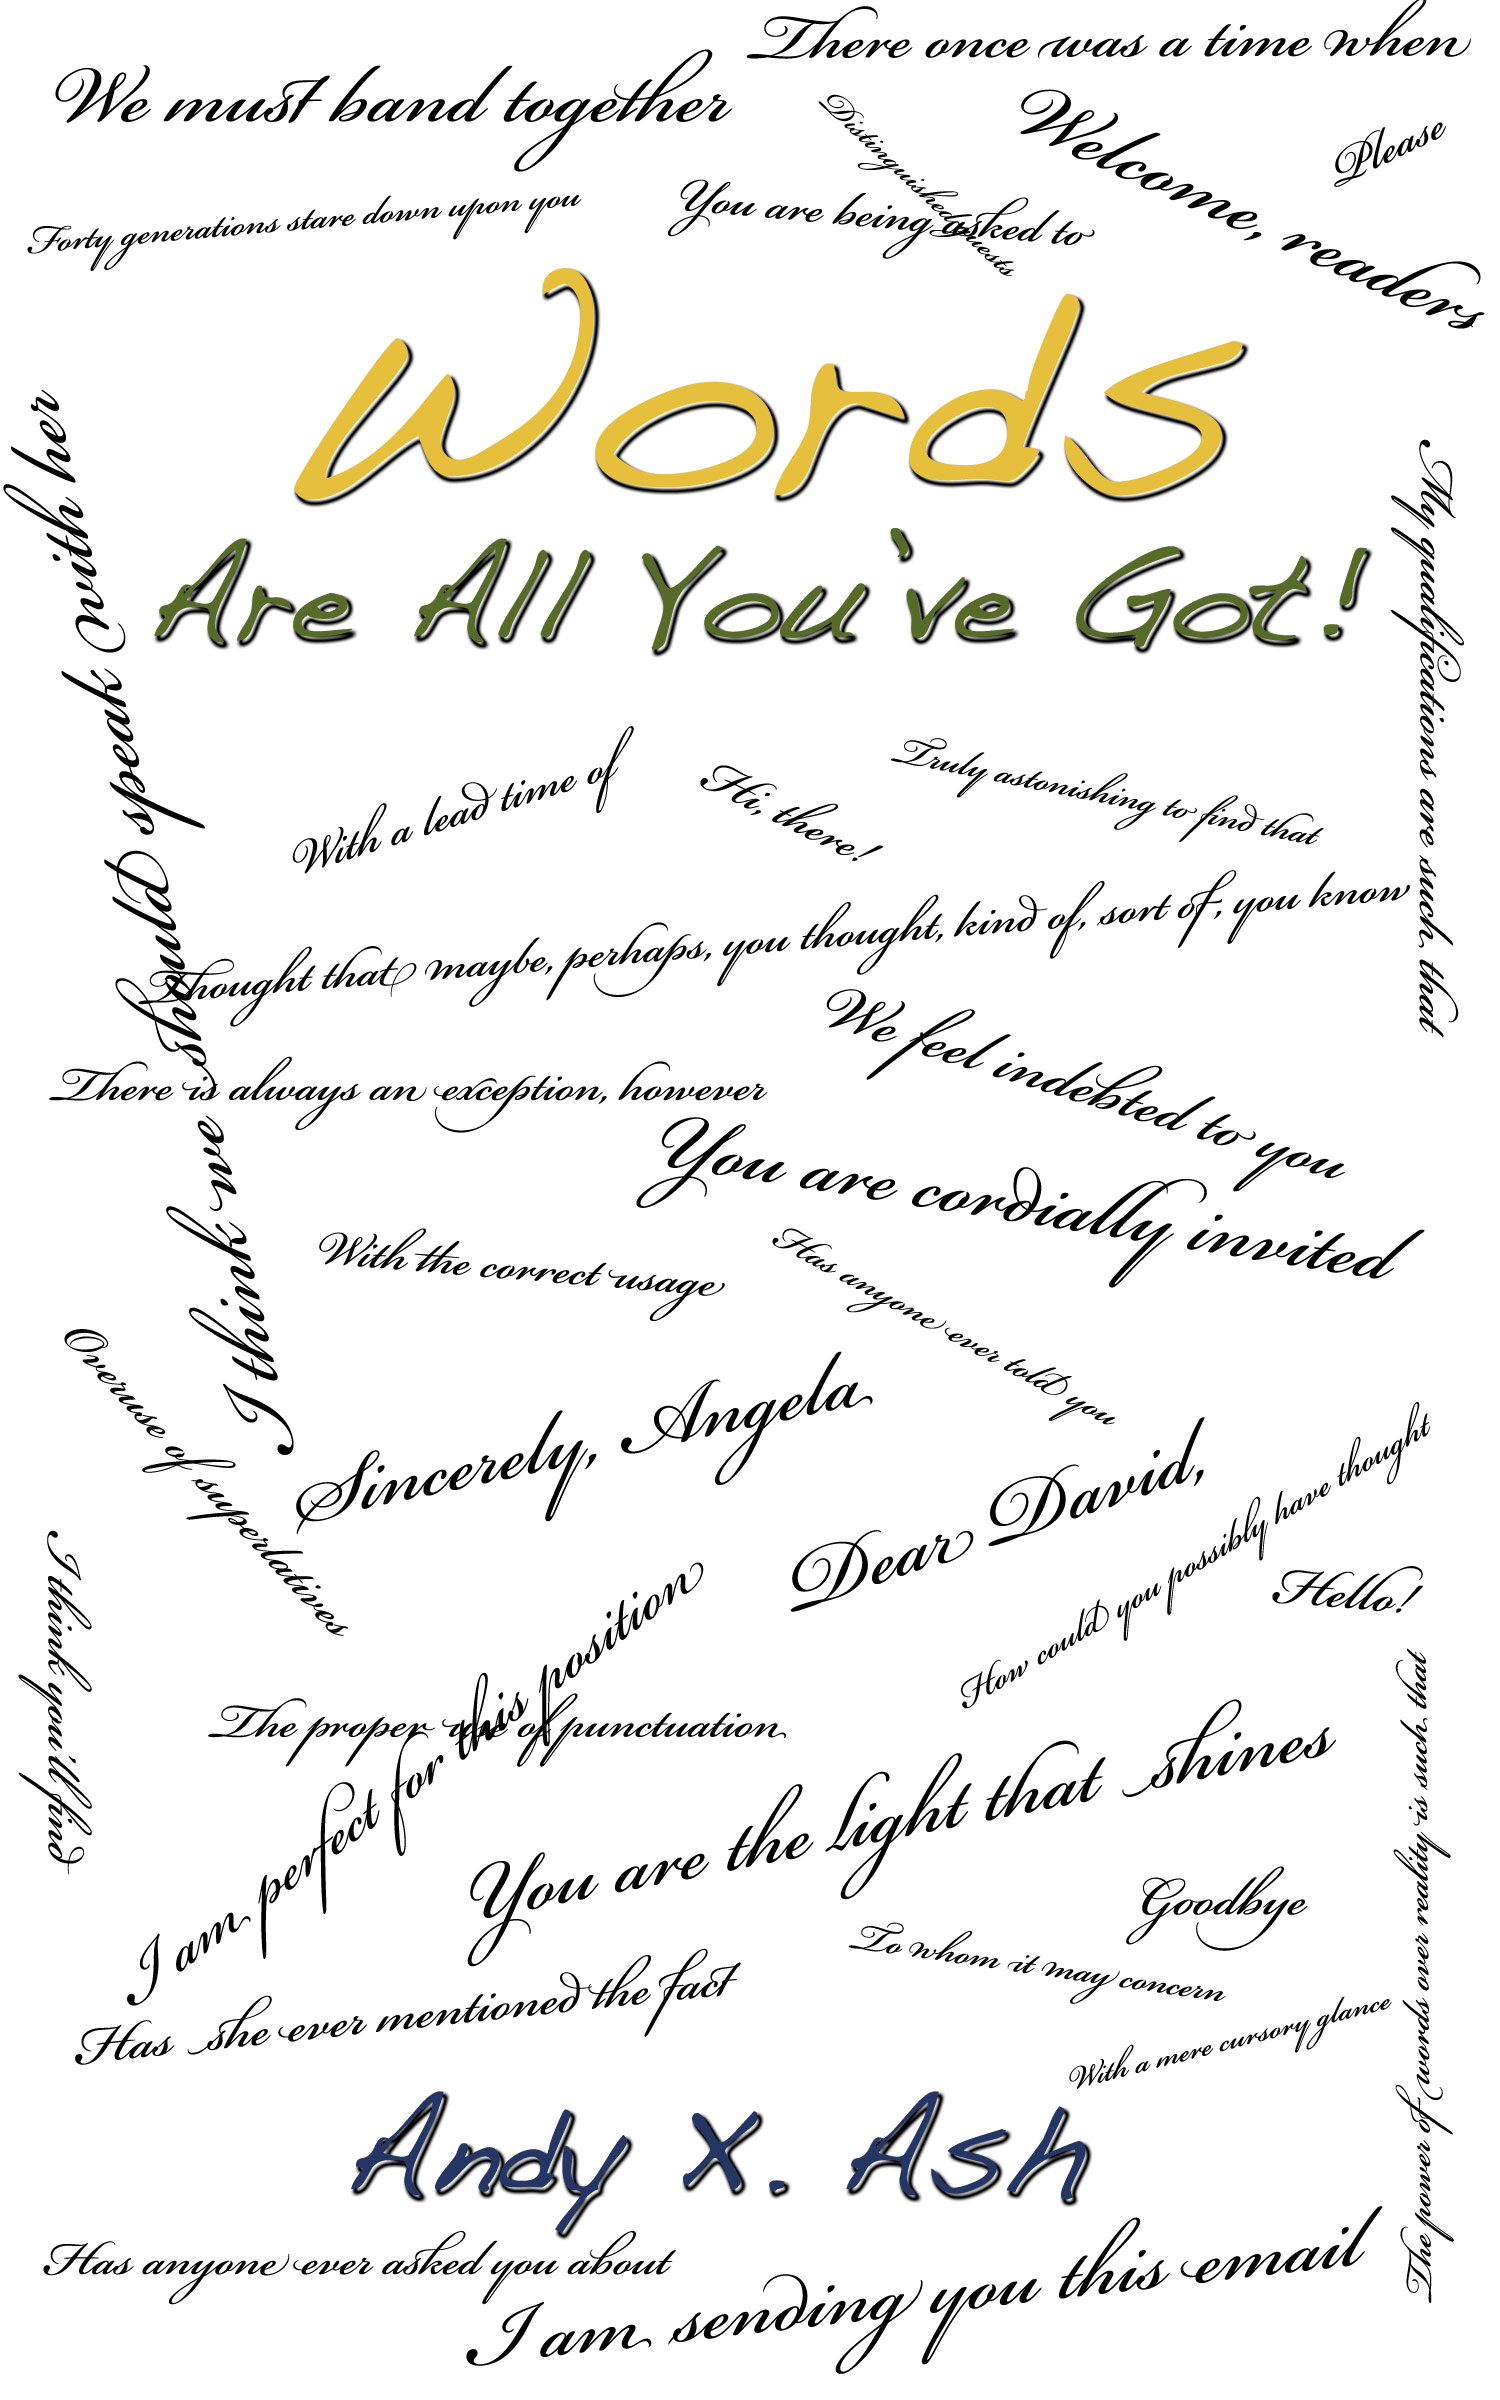 There once was a time when
We must band together
Distinguished guests
Welcome, readers
Please
Forty generations stare down upon you
You are being asked to
Words
Are All You've Got!
I think we should speak with her
My qualifications are such that
With a lead time of
Hi, there!
Truly astonishing to find that
Thought that maybe, perhaps, you thought, kind of, sort of, you know
We feel indebted to you
There is always an exception, however
You are cordially invited
With the correct usage
Has anyone ever told you
Overuse of superlatives
Sincerely, Angela
Dear David,
How could you possibly have thought
Hello!
I think you'll find
I am perfect for this position
The proper use of punctuation
You are the light that shines
The power of words over reality is such that
Goodbye
To whom it may concern
Has she ever mentioned the fact
With a mere cursory glance
Andy X. Ash
Has anyone ever asked you about
I am sending you this email